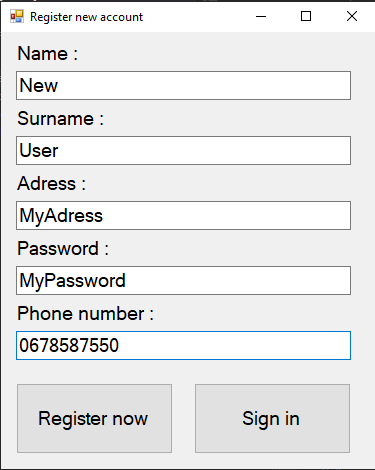 Register new account
Name :
New
Surname :
User
Adress :
MyAdress
Password :
MyPassword
Phone number :
0678587550
Register now
Sign in